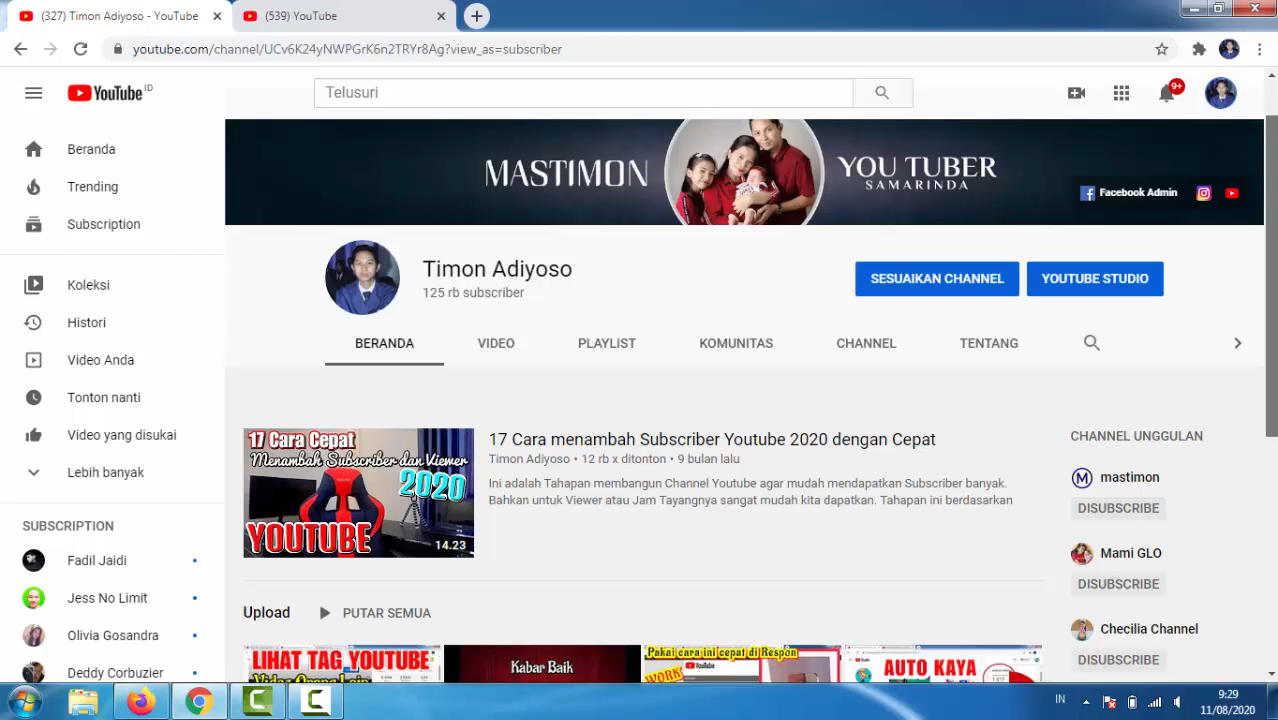 (327) Timon Adiyoso - YouTube
(539) YouTube
youtube.com/channel/UCv6K24yNWPGrK6n2TRYr8Ag?view_as=subscriber
YouTube ID
Telusuri
9+
Beranda
Trending
Subscription
Koleksi
Histori
Video Anda
Tonton nanti
Video yang disukai
Lebih banyak
SUBSCRIPTION
Fadil Jaidi
Jess No Limit
Olivia Gosandra
Deddy Corbuzier
MASTIMON
YOU TUBER
SAMARINDA
Facebook Admin
Timon Adiyoso
125 rb subscriber
SESUAIKAN CHANNEL
YOUTUBE STUDIO
BERANDA
VIDEO
PLAYLIST
KOMUNITAS
CHANNEL
TENTANG
17 Cara Cepat
Menambah Subscriber dan Viewer
2020
YOUTUBE
14.23
17 Cara menambah Subscriber Youtube 2020 dengan Cepat
Timon Adiyoso • 12 rb x ditonton • 9 bulan lalu
Ini adalah Tahapan membangun Channel Youtube agar mudah mendapatkan Subscriber banyak.
Bahkan untuk Viewer atau Jam Tayangnya sangat mudah kita dapatkan. Tahapan ini berdasarkan
CHANNEL UNGGULAN
mastimon
DISUBSCRIBE
Mami GLO
DISUBSCRIBE
Checilia Channel
DISUBSCRIBE
Upload
PUTAR SEMUA
LIHAT TAG YOUTUBE
Video Orang Lain
Kabar Baik
Pakai cara ini cepat di Respon
YouTube
WORK
AUTO KAYA
IN
9:29
11/08/2020